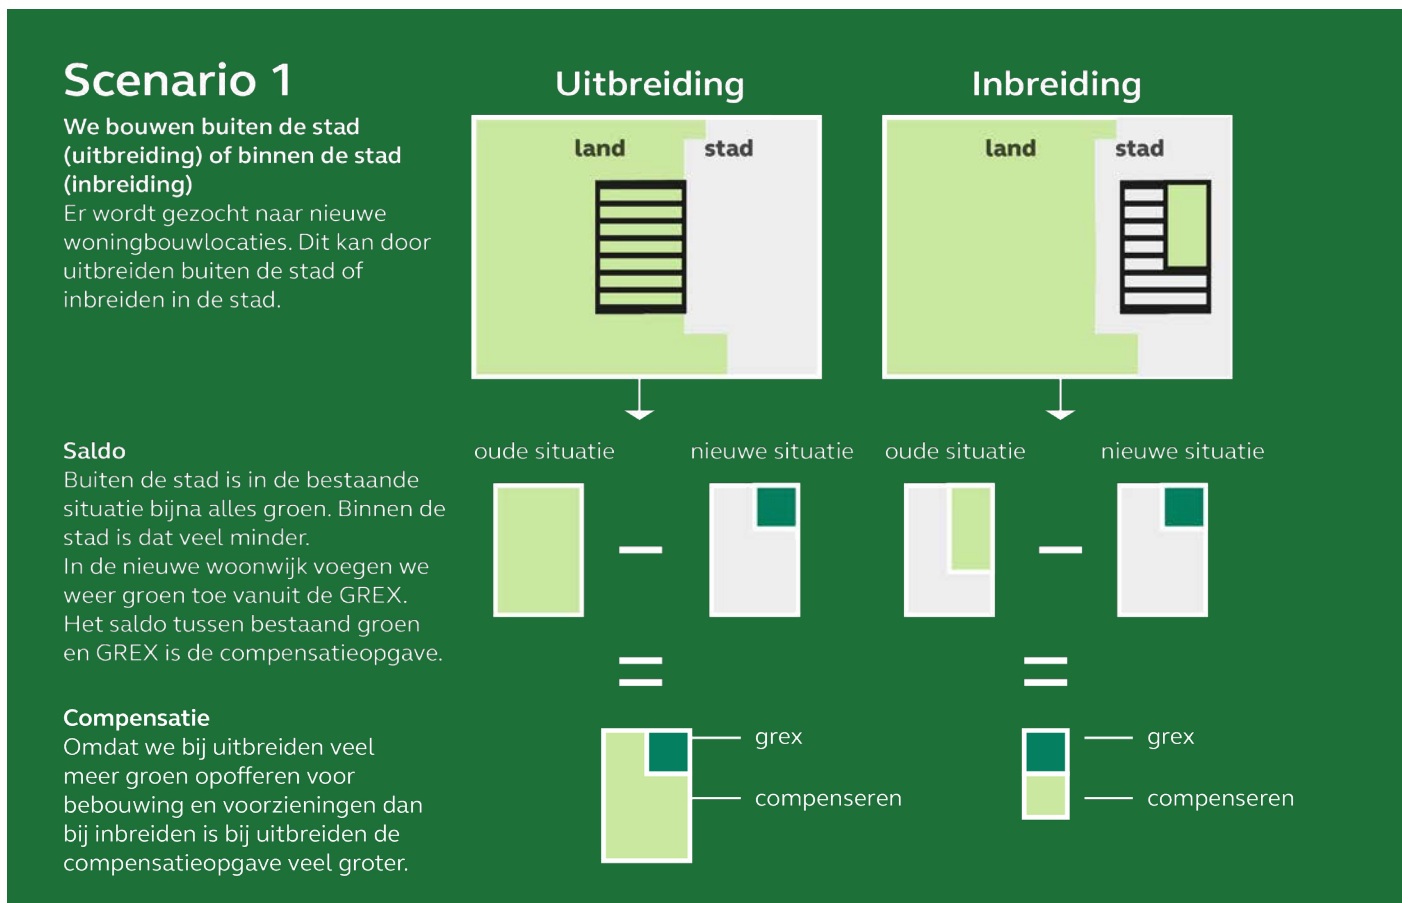 Scenario 1
We bouwen buiten de stad
(uitbreiding) of binnen de stad
(inbreiding)
Er wordt gezocht naar nieuwe
woningbouwlocaties. Dit kan door
uitbreiden buiten de stad of
inbreiden in de stad.
Uitbreiding
land
stad
Inbreiding
land
stad
Saldo
Buiten de stad is in de bestaande
situatie bijna alles groen. Binnen de
stad is dat veel minder.
In de nieuwe woonwijk voegen we
weer groen toe vanuit de GREX.
Het saldo tussen bestaand groen
en GREX is de compensatieopgave.
oude situatie
nieuwe situatie
oude situatie
nieuwe situatie
Compensatie
Omdat we bij uitbreiden veel
meer groen opofferen voor
bebouwing en voorzieningen dan
bij inbreiden is bij uitbreiden de
compensatieopgave veel groter.
grex
compenseren
grex
compenseren